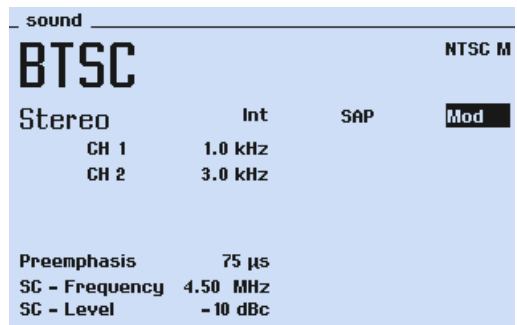 sound
BTSC NTSC M
Stereo Int SAP Mod
CH 1 1.0 kHz
CH 2 3.0 kHz
Preemphasis 75 µs
SC - Frequency 4.50 MHz
SC - Level -10 dBc